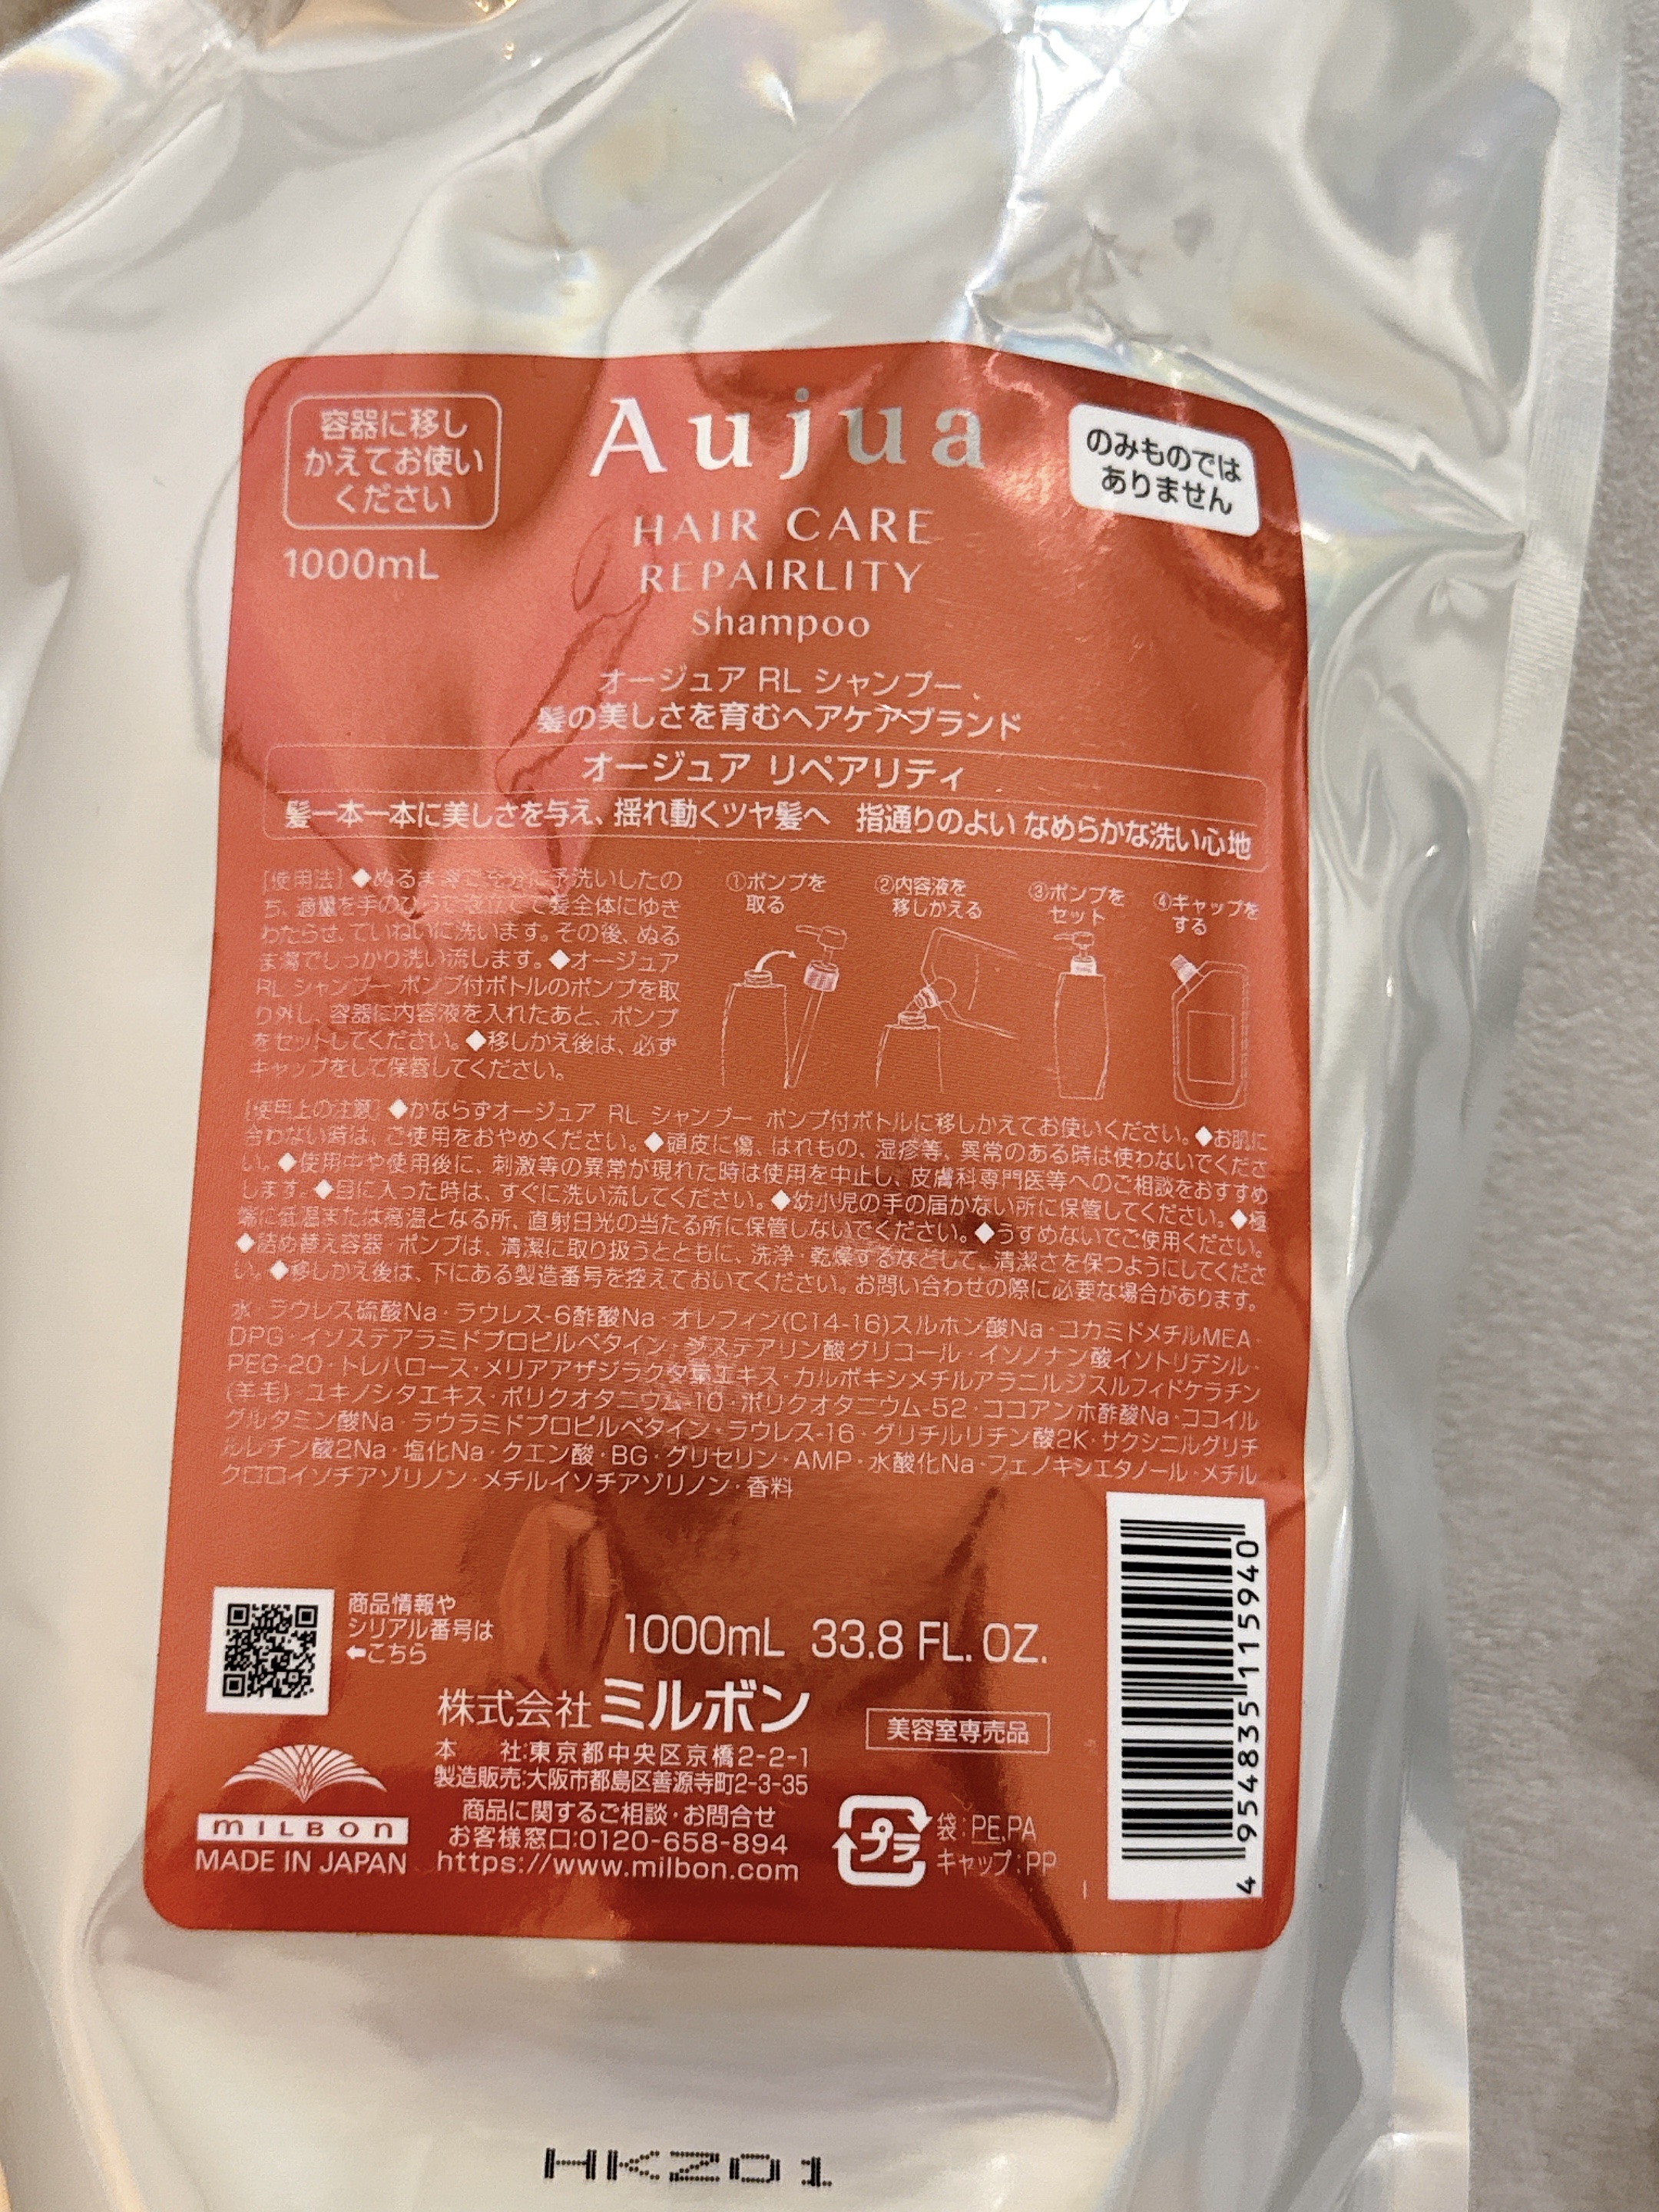 容器に移し
かえてお使い
ください
Aujua
のみものでは
ありません
1000mL
HAIR CARE
REPAIRLITY
Shampoo
オージュア RL シャンプー、
髪の美しさを育むヘアケアブランド
オージュア リペアリティ
髪一本一本に美しさを与え、揺れ動くツヤ髪へ 指通りのよい なめらかな洗い心地
[使用法] ◆ぬるま湯で十分に予洗いしたの
ち、適量を手のひらで泡立てて髪全体にゆき
わたらせ、ていねいに洗います。その後、ぬる
ま湯でしっかり洗い流します。◆オージュア
RL シャンプー ポンプ付ボトルのポンプを取
り外し、容器に内容液を入れたあと、ポンプ
をセットしてください。◆移しかえ後は、必ず
キャップをして保管してください。
①ポンプを
取る
②内容液を
移しかえる
③ポンプを
セット
④キャップを
する
[使用上の注意] ◆かならずオージュア RL シャンプー ポンプ付ボトルに移しかえてお使いください。◆お肌に
合わない時は、ご使用をおやめください。◆頭皮に傷、はれもの、湿疹等、異常のある時は使わないでくださ
い。◆使用中や使用後に、刺激等の異常が現れた時は使用を中止し、皮膚科専門医等へのご相談をおすすめ
します。◆目に入った時は、すぐに洗い流してください。◆幼小児の手の届かない所に保管してください。◆極
端に低温または高温となる所、直射日光の当たる所に保管しないでください。◆うすめないでご使用ください。
◆詰め替え容器・ポンプは、清潔に取り扱うとともに、洗浄・乾燥するなどして、清潔さを保つようにしてくださ
い。◆移しかえ後は、下にある製造番号を控えておいてください。お問い合わせの際に必要な場合があります。
水・ラウレス硫酸Na・ラウレス-6酢酸Na・オレフィン(C14-16)スルホン酸Na・コカミドメチルMEA・
DPG・イソステアラミドプロピルベタイン・ジステアリン酸グリコール・イソノナン酸イソトリデシル・
PEG-20・トレハロース・メリアアザジラクタ葉エキス・カルボキシメチルアラニルジスルフィドケラチン
(羊毛)・ユキノシタエキス・ポリクオタニウム-10・ポリクオタニウム-52・ココアンホ酢酸Na・ココイル
グルタミン酸Na・ラウラミドプロピルベタイン・ラウレス-16・グリチルリチン酸2K・サクシニルグリチ
ルレチン酸2Na・塩化Na・クエン酸・BG・グリセリン・AMP・水酸化Na・フェノキシエタノール・メチル
クロロイソチアゾリノン・メチルイソチアゾリノン・香料
商品情報や
シリアル番号は
←こちら
1000mL 33.8 FL. OZ.
株式会社ミルボン
美容室専売品
本 社:東京都中央区京橋2-2-1
製造販売:大阪市都島区善源寺町2-3-35
商品に関するご相談・お問合せ
お客様窓口:0120-658-894
https://www.milbon.com
MILBON
MADE IN JAPAN
プラ
袋:PE,PA
キャップ:PP
4 954835 115940
HKZ01